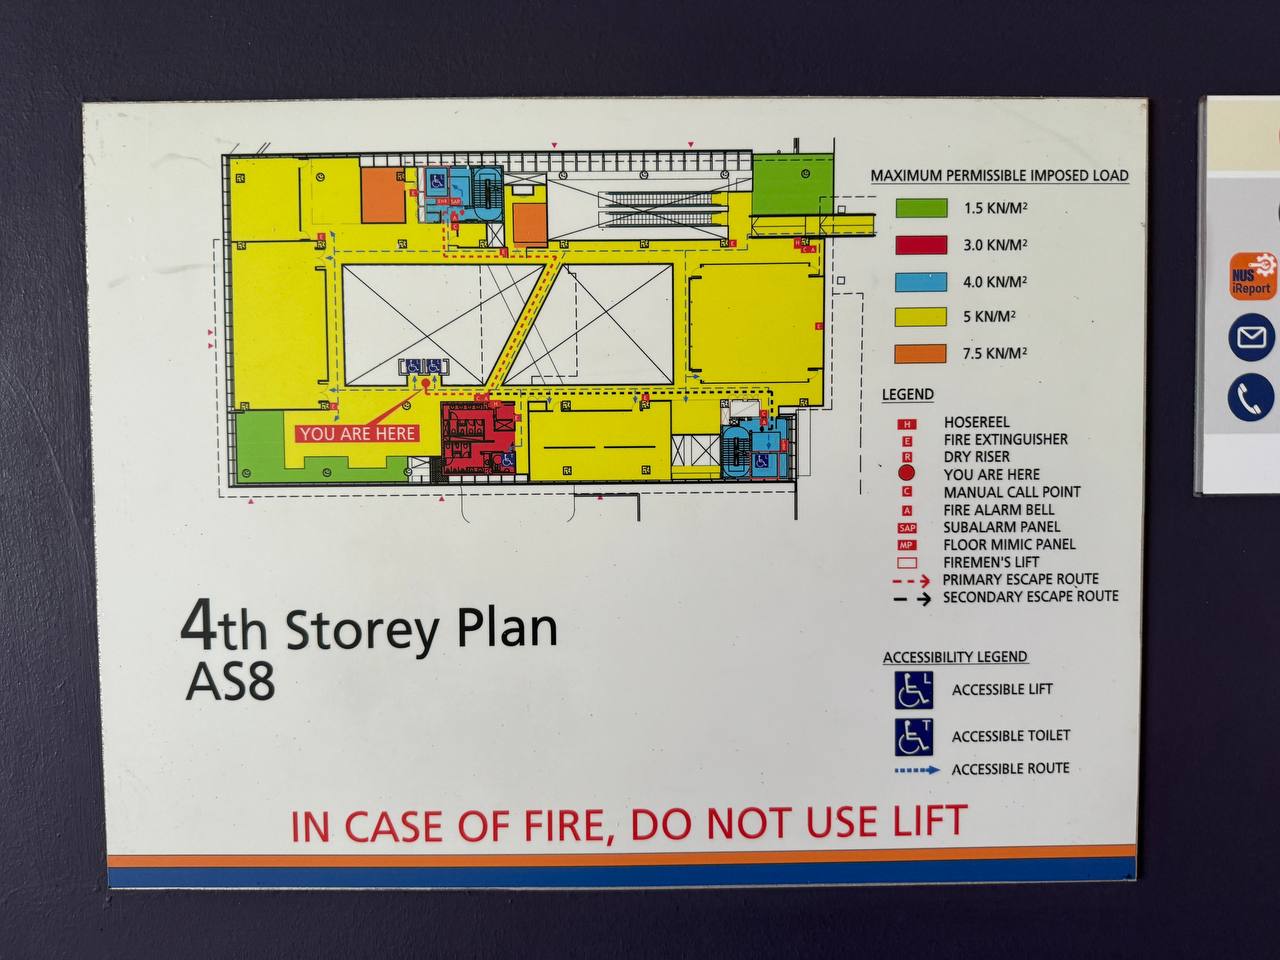 MAXIMUM PERMISSIBLE IMPOSED LOAD
1.5 KN/M²
3.0 KN/M²
4.0 KN/M²
5 KN/M²
7.5 KN/M²
LEGEND
H HOSEREEL
E FIRE EXTINGUISHER
R DRY RISER
YOU ARE HERE
C MANUAL CALL POINT
A FIRE ALARM BELL
SAP SUBALARM PANEL
MP FLOOR MIMIC PANEL
FIREMEN'S LIFT
PRIMARY ESCAPE ROUTE
SECONDARY ESCAPE ROUTE
YOU ARE HERE
4th Storey Plan
AS8
ACCESSIBILITY LEGEND
L ACCESSIBLE LIFT
T ACCESSIBLE TOILET
ACCESSIBLE ROUTE
IN CASE OF FIRE, DO NOT USE LIFT
NUS
iReport